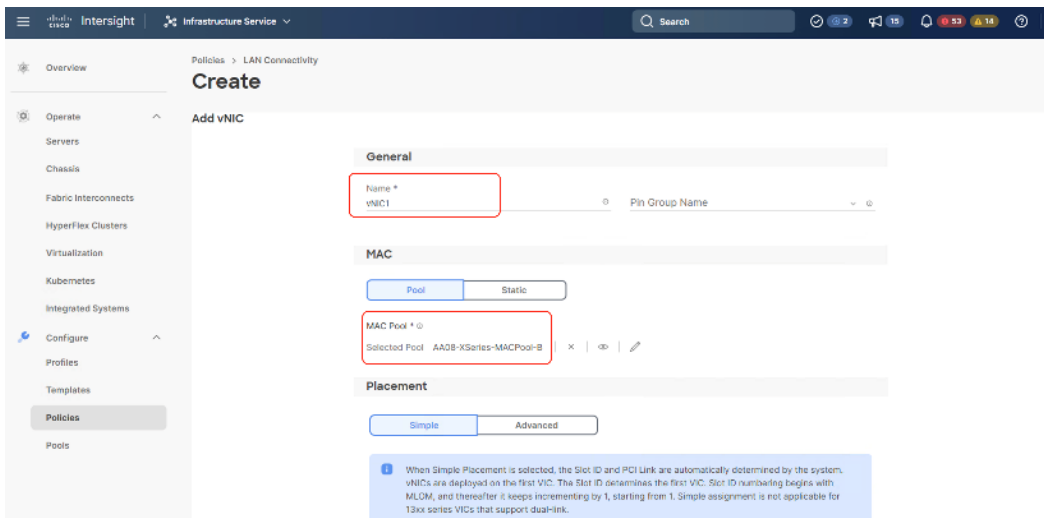 cisco Intersight
Infrastructure Service
Search
2
15
53
14
Overview
Operate
Servers
Chassis
Fabric Interconnects
HyperFlex Clusters
Virtualization
Kubernetes
Integrated Systems
Configure
Profiles
Templates
Policies
Pools
Policies > LAN Connectivity
Create
Add vNIC
General
Name *
vNIC1
Pin Group Name
MAC
Pool Static
MAC Pool *
Selected Pool AA08-XSeries-MACPool-B
Placement
Simple Advanced
When Simple Placement is selected, the Slot ID and PCI Link are automatically determined by the system.
vNICs are deployed on the first VIC. The Slot ID determines the first VIC. Slot ID numbering begins with
MLOM, and thereafter it keeps incrementing by 1, starting from 1. Simple assignment is not applicable for
13xx series VICs that support dual-link.